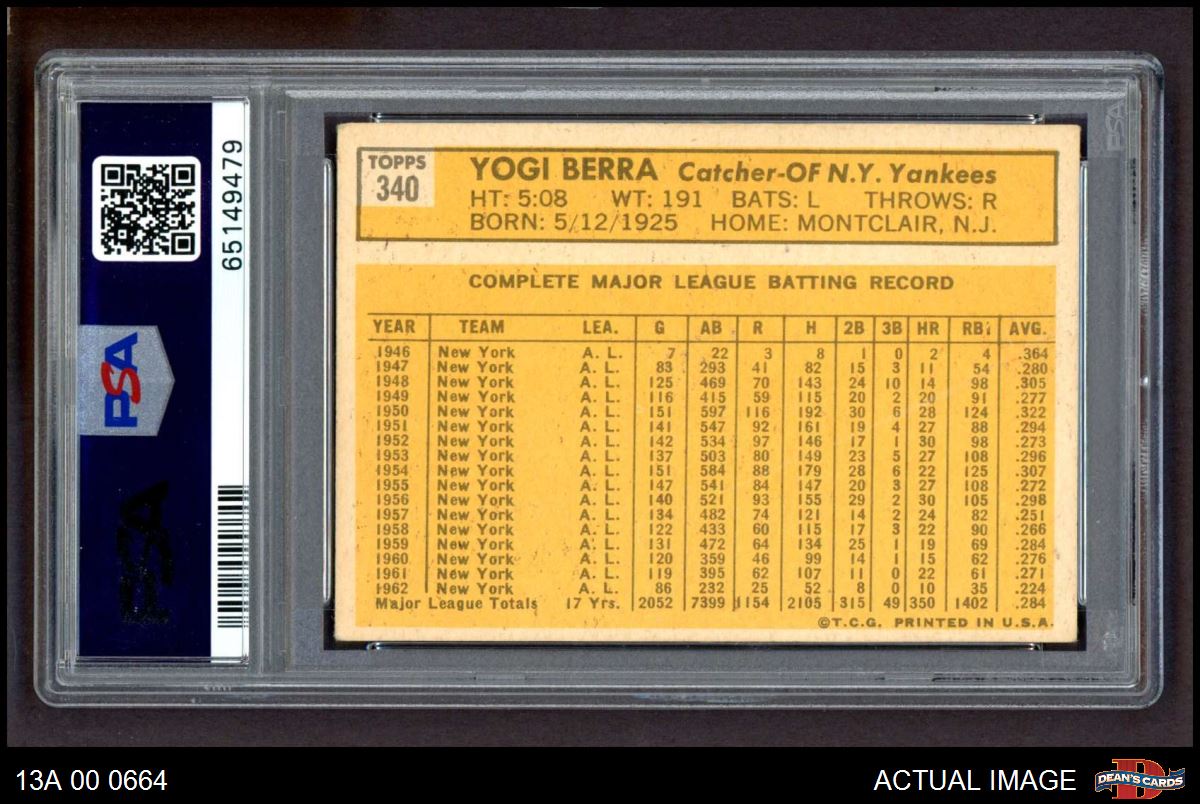 TOPPS
340
YOGI BERRA Catcher-OF N.Y. Yankees
HT: 5:08 WT: 191 BATS: L THROWS: R
BORN: 5/12/1925 HOME: MONTCLAIR, N.J.
COMPLETE MAJOR LEAGUE BATTING RECORD
YEAR TEAM LEA. G AB R H 2B 3B HR RBI AVG.
1946 New York A. L. 7 22 3 8 1 0 2 4 .364
1947 New York A. L. 83 293 41 82 15 3 11 54 .280
1948 New York A. L. 125 469 70 143 24 10 14 98 .305
1949 New York A. L. 116 415 59 115 20 2 20 91 .277
1950 New York A. L. 151 597 116 192 30 6 28 124 .322
1951 New York A. L. 141 547 92 161 19 4 27 88 .294
1952 New York A. L. 142 534 97 146 17 1 30 98 .273
1953 New York A. L. 137 503 80 149 23 5 27 108 .296
1954 New York A. L. 151 584 88 179 28 6 22 125 .307
1955 New York A. L. 147 541 84 147 20 3 27 108 .272
1956 New York A. L. 140 521 93 155 29 2 30 105 .298
1957 New York A. L. 134 482 74 121 14 2 24 82 .251
1958 New York A. L. 122 433 60 115 17 3 22 90 .266
1959 New York A. L. 131 472 64 134 25 1 19 69 .284
1960 New York A. L. 120 359 46 99 14 1 15 62 .276
1961 New York A. L. 119 395 62 107 11 0 22 61 .271
1962 New York A. L. 86 232 25 52 8 0 10 35 .224
Major League Totals 17 Yrs. 2052 7399 1154 2105 315 49 350 1402 .284
©T.C.G. PRINTED IN U.S.A.
65149479
PSA
PSA
PSA
13A 00 0664
ACTUAL IMAGE
DEAN'S CARDS